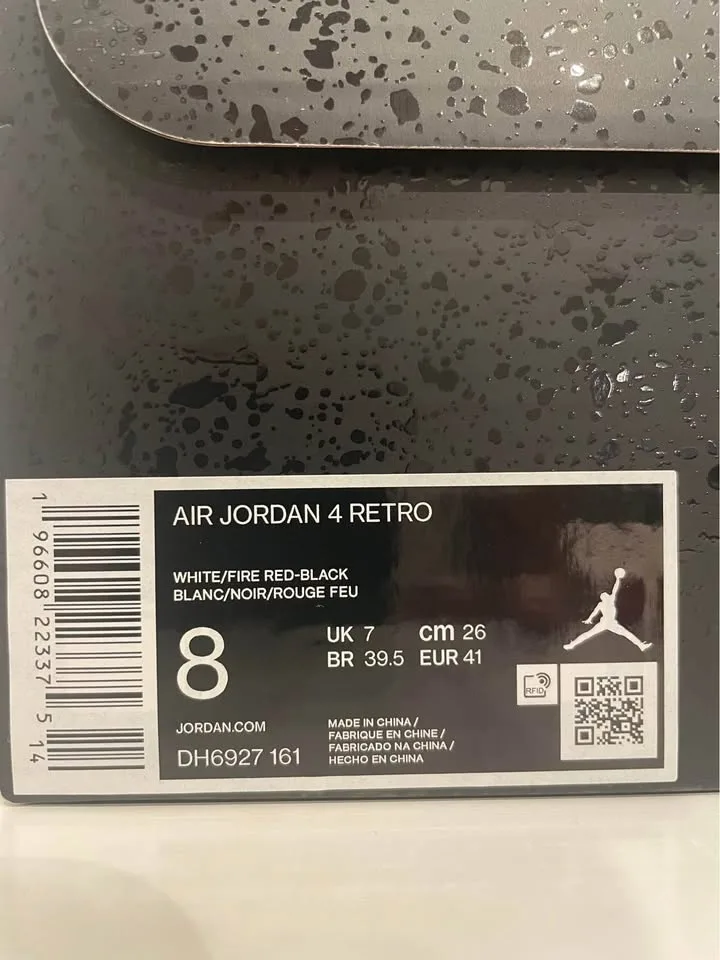 AIR JORDAN 4 RETRO
WHITE/FIRE RED-BLACK
BLANC/NOIR/ROUGE FEU
8
UK 7 cm 26
BR 39.5 EUR 41
JORDAN.COM
DH6927 161
MADE IN CHINA /
FABRIQUE EN CHINE /
FABRICADO NA CHINA /
HECHO EN CHINA
RFID
1 96608 22337 5 14